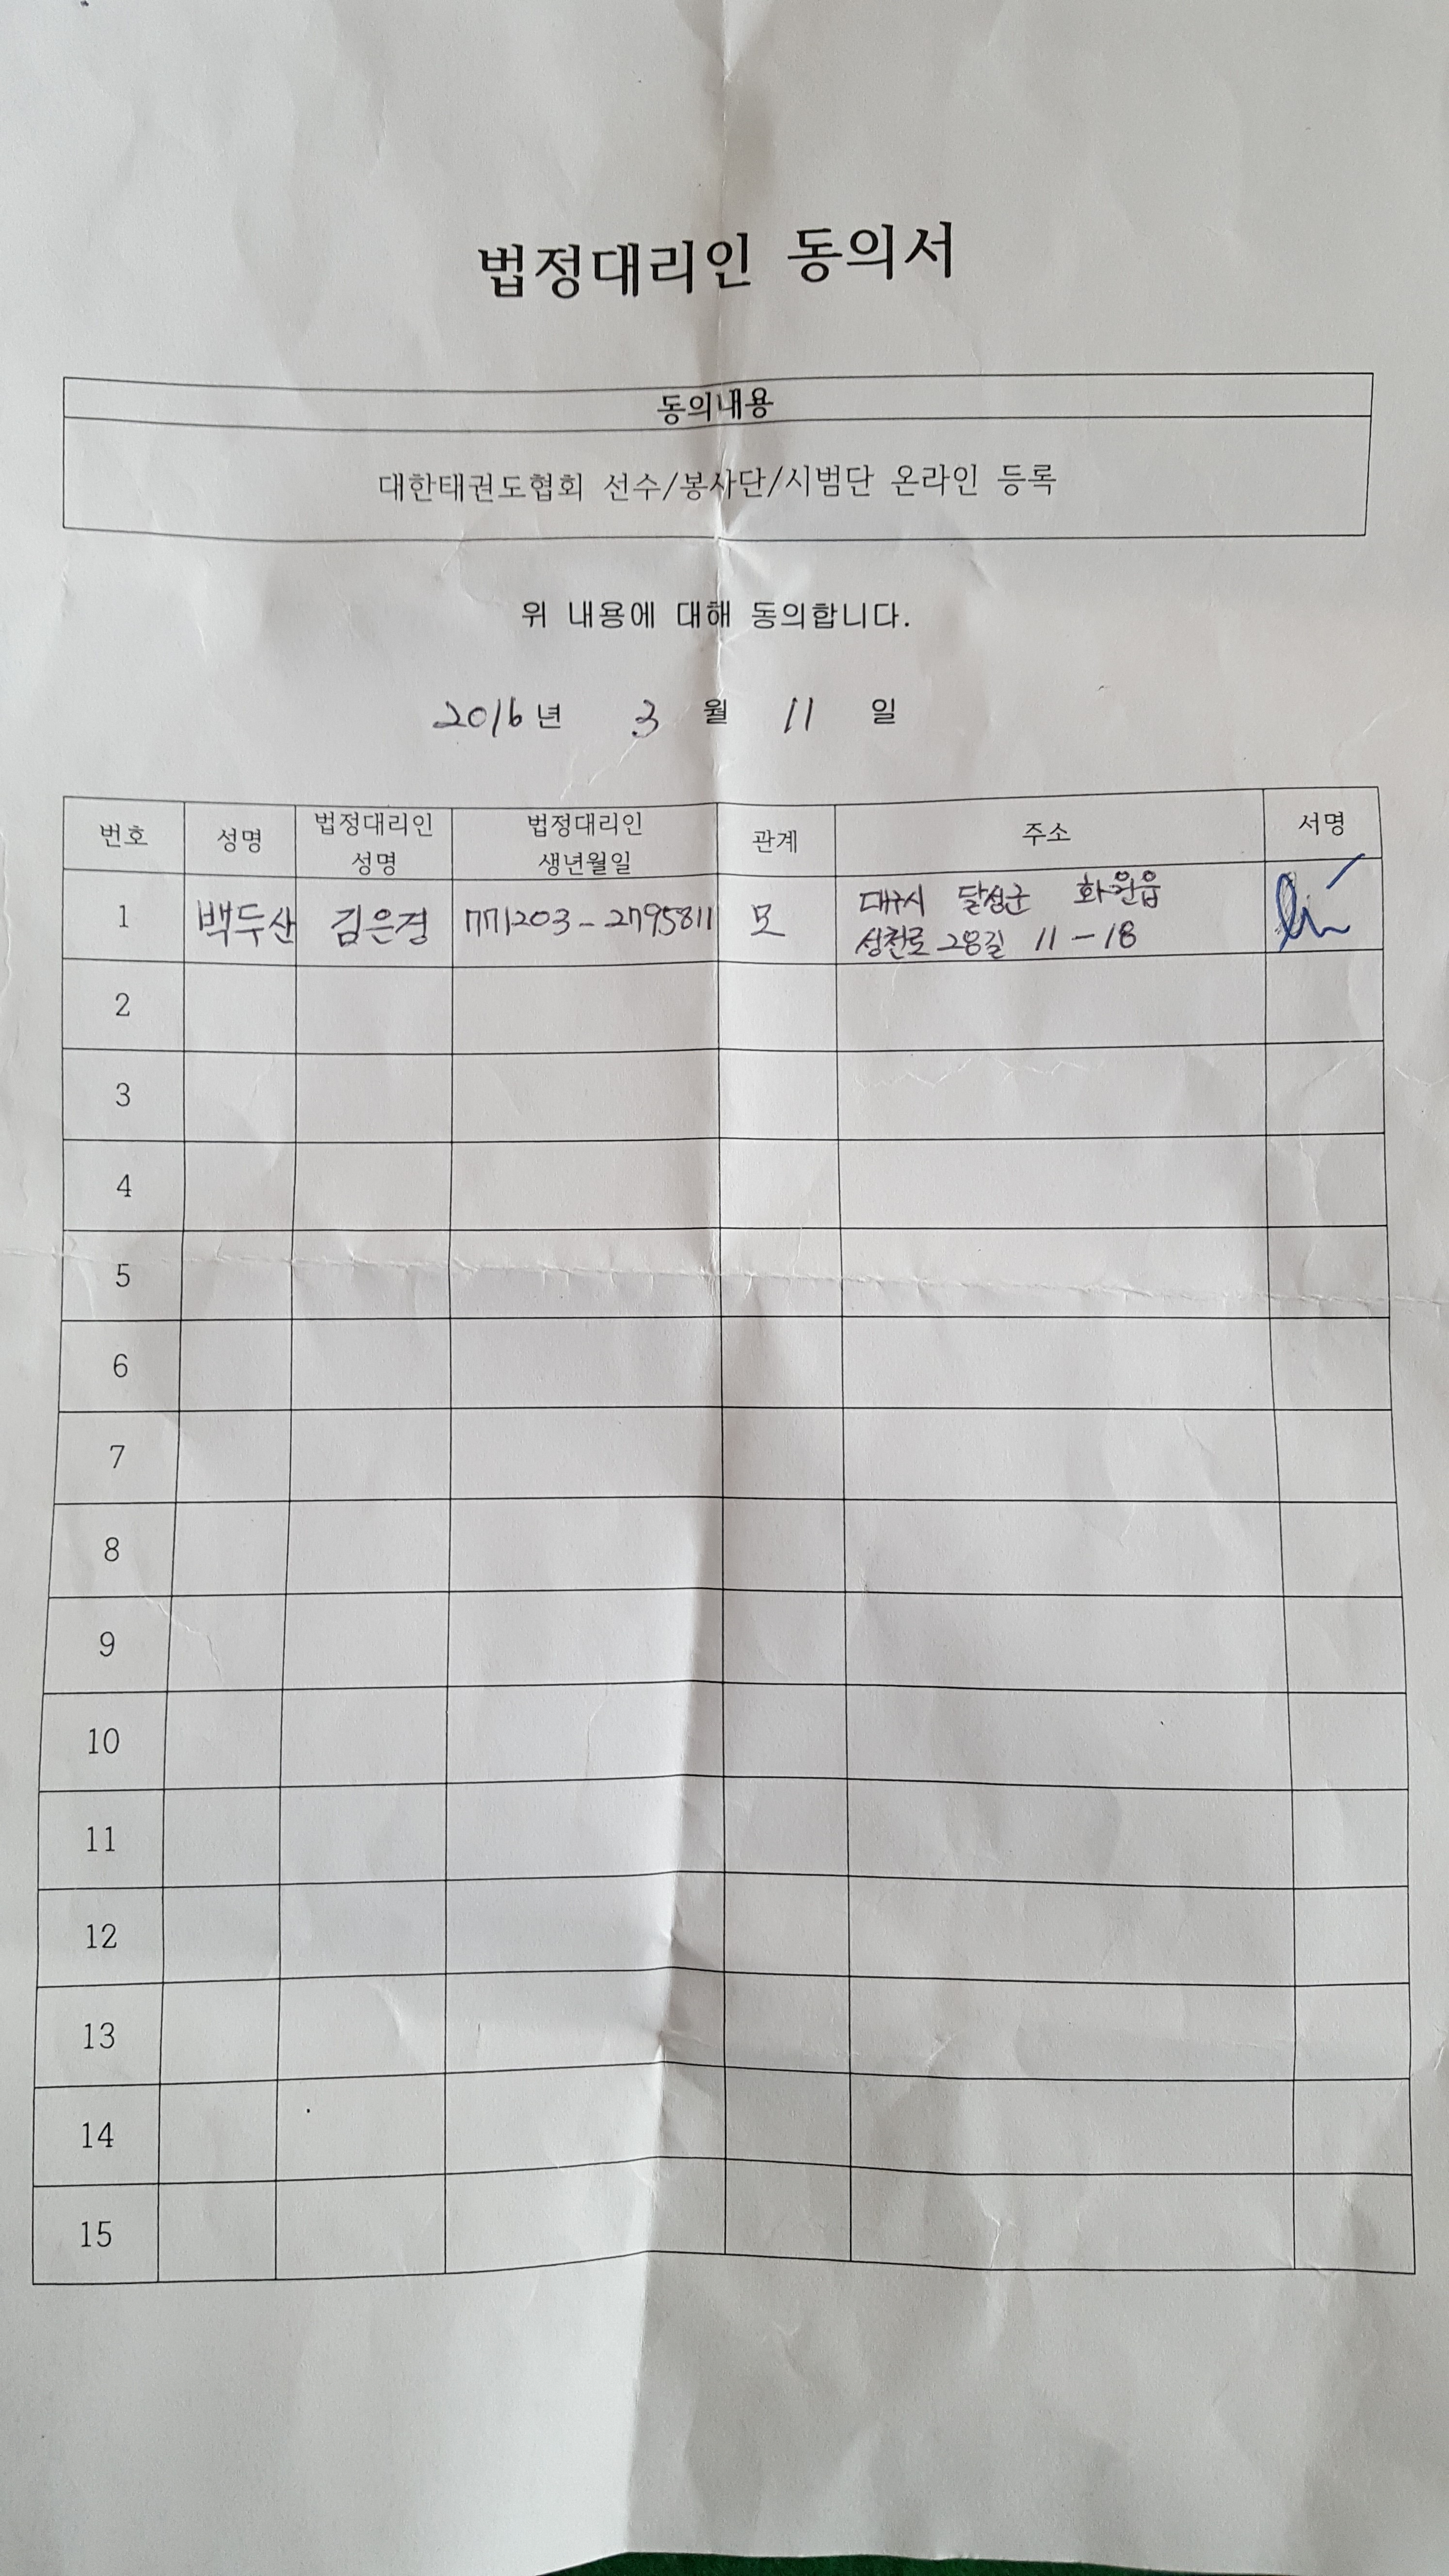 법정대리인 동의서
동의내용
대한태권도협회 선수/봉사단/시범단 온라인 등록
위 내용에 대해 동의합니다.
2016년 3 월 11 일
번호 성명 법정대리인 성명 법정대리인 생년월일 관계 주소 서명
1 백두산 김은경 771203-2795811 모 대구시 달성군 화원읍
성천로 28길 11-18
2
3
4
5
6
7
8
9
10
11
12
13
14
15